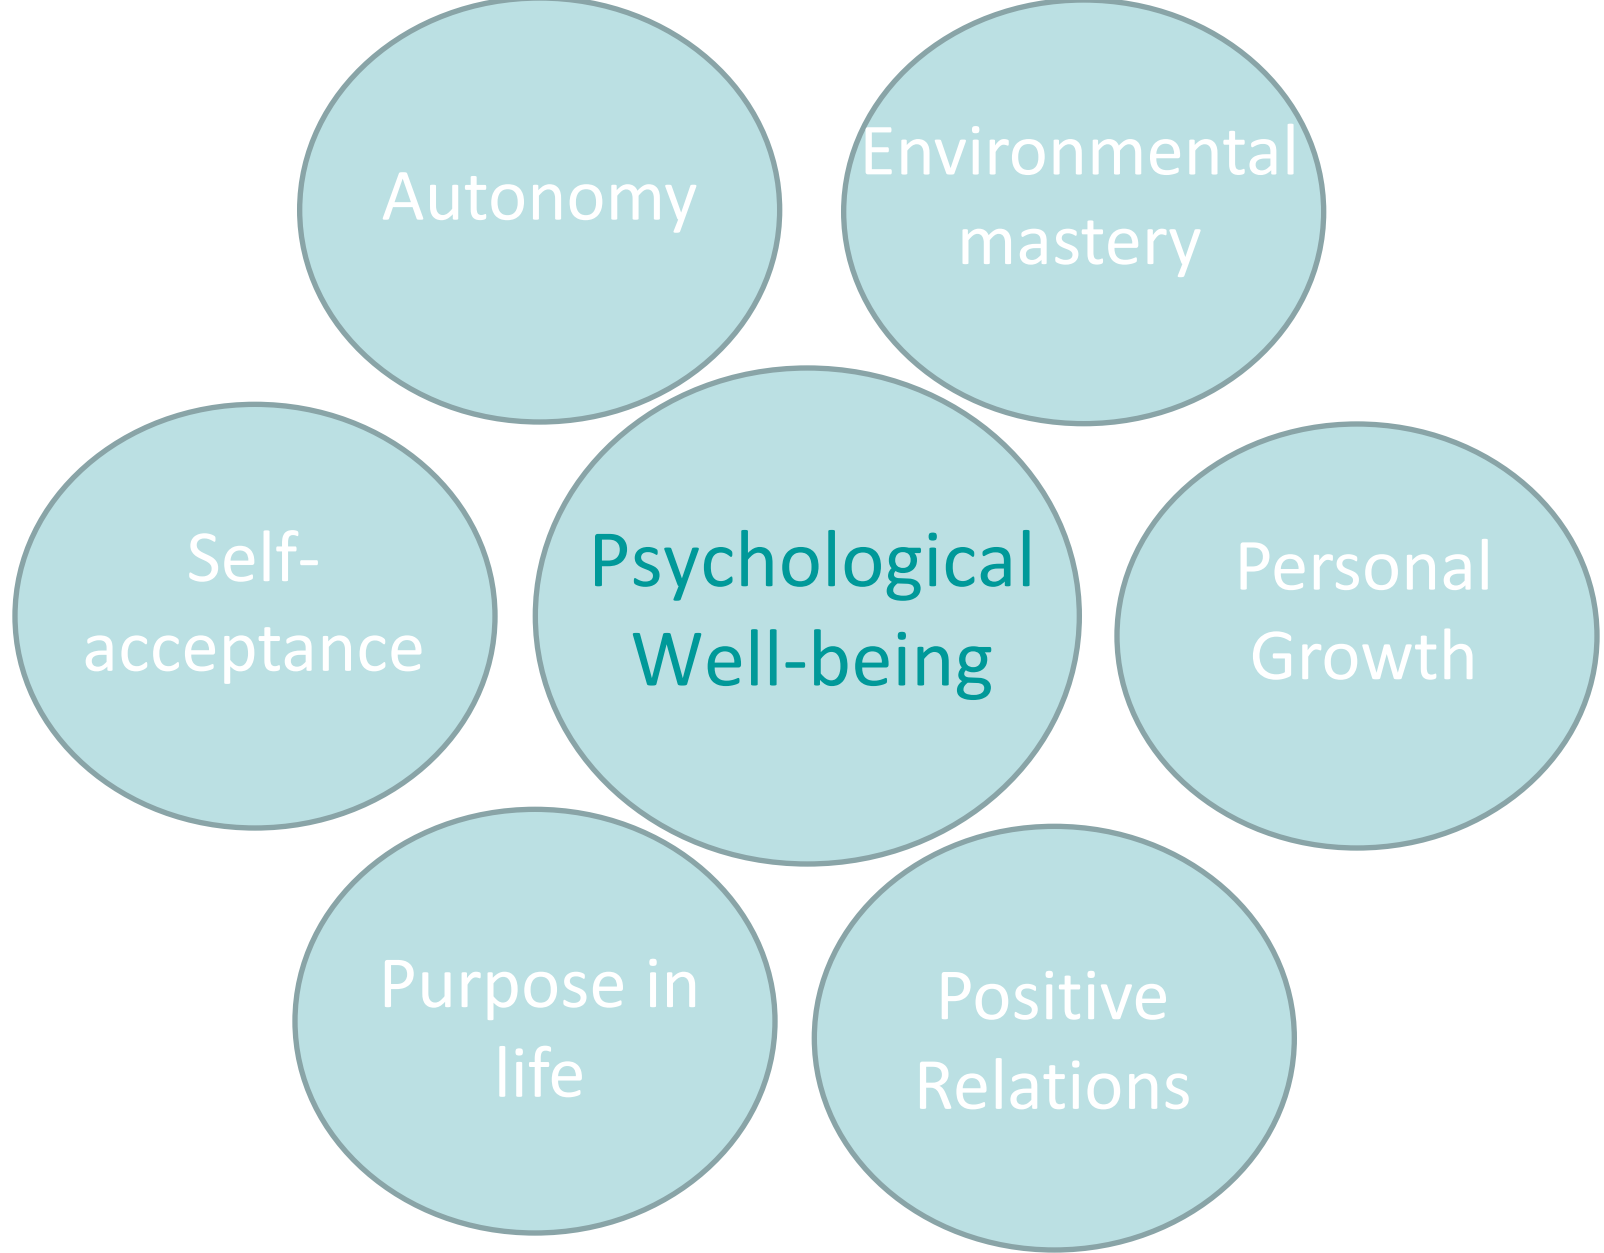 Autonomy
Environmental
mastery
Self-
acceptance
Psychological
Well-being
Personal
Growth
Purpose in
life
Positive
Relations